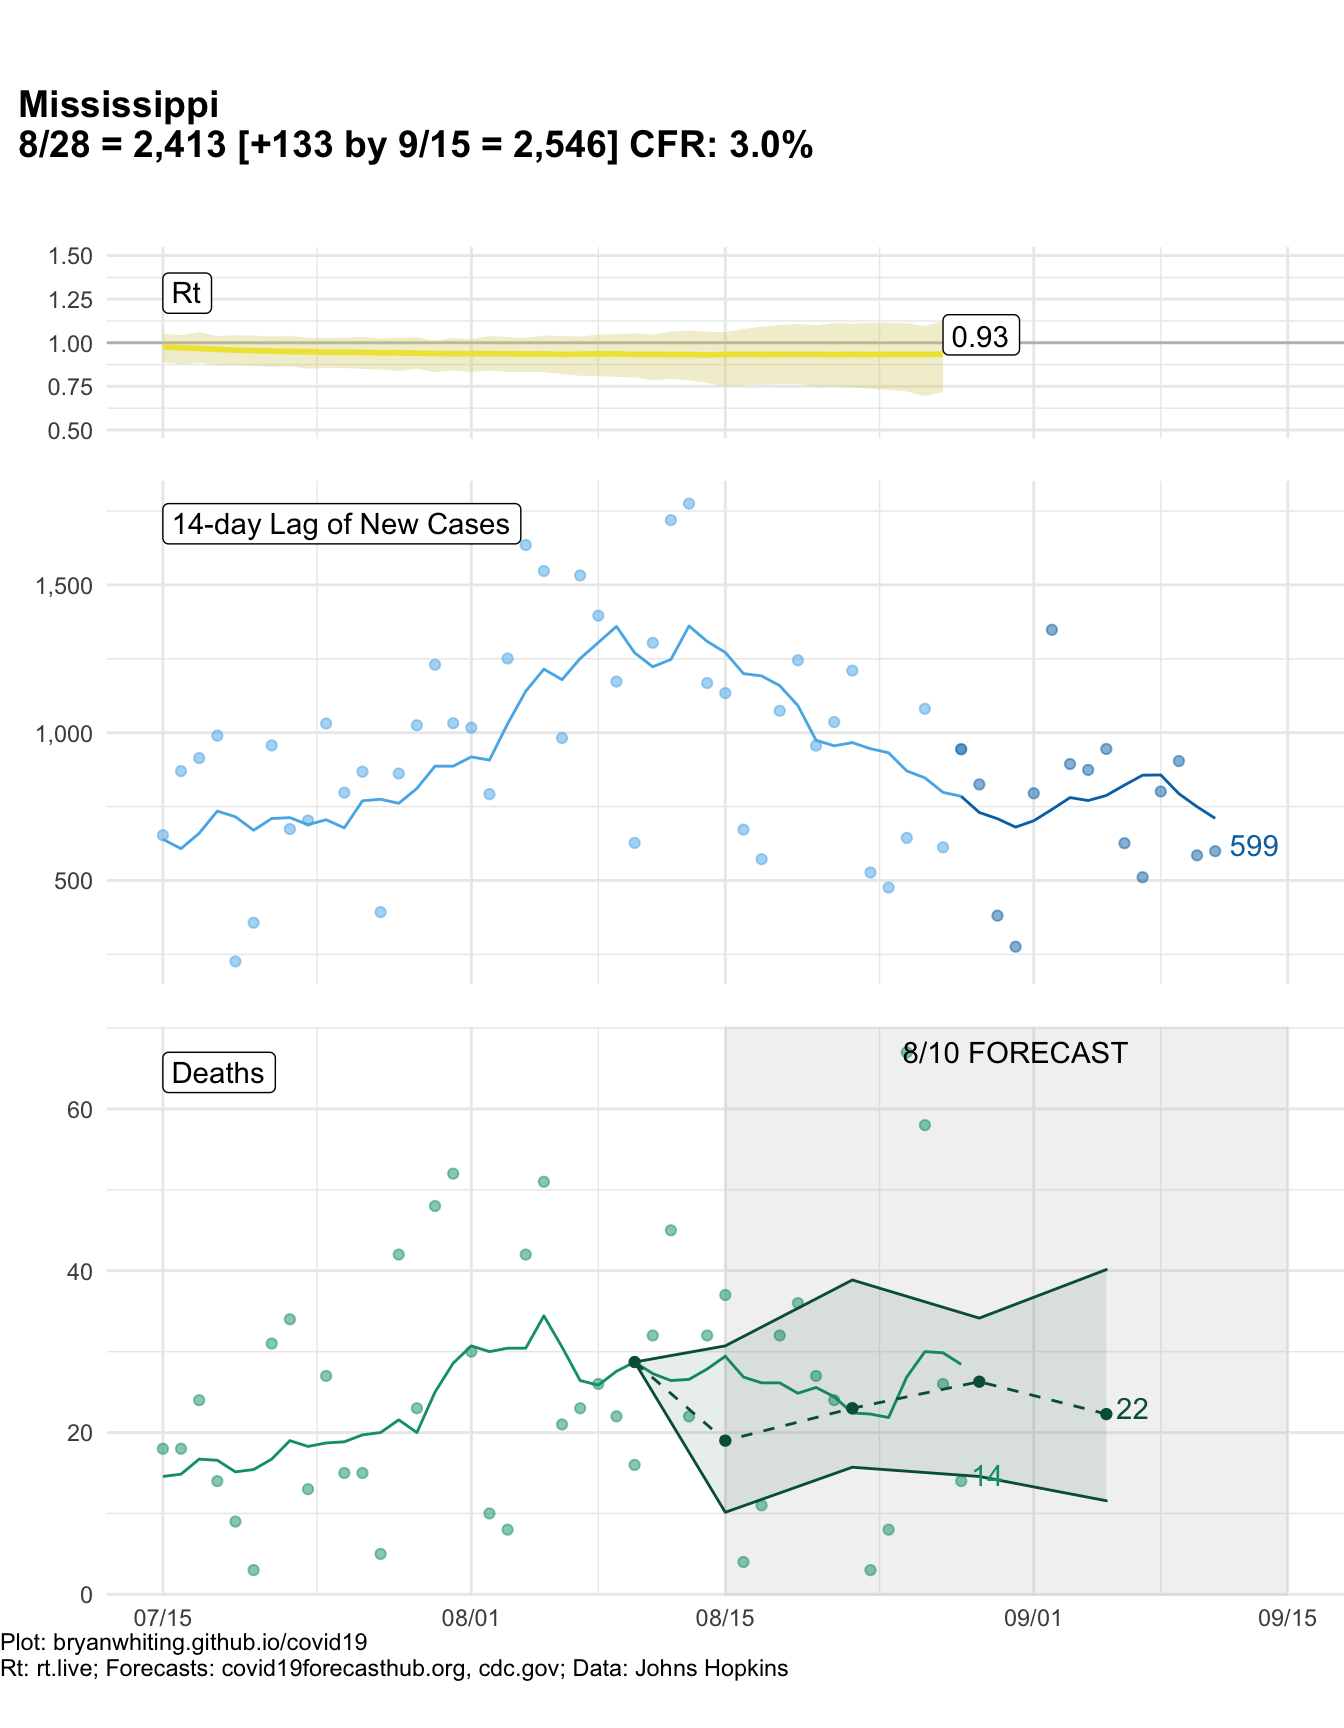 Mississippi
8/28 = 2,413 [+133 by 9/15 = 2,546] CFR: 3.0%
1.50
Rt
1.25
0.93
1.00
0.75
0.50
14-day Lag of New Cases
1,500
1,000
599
500
8/10 FORECAST
Deaths
60
40
22
20
14
0
07/15 08/01 08/15 09/01 09/15
Plot: bryanwhiting.github.io/covid19
Rt: rt.live; Forecasts: covid19forecasthub.org, cdc.gov; Data: Johns Hopkins